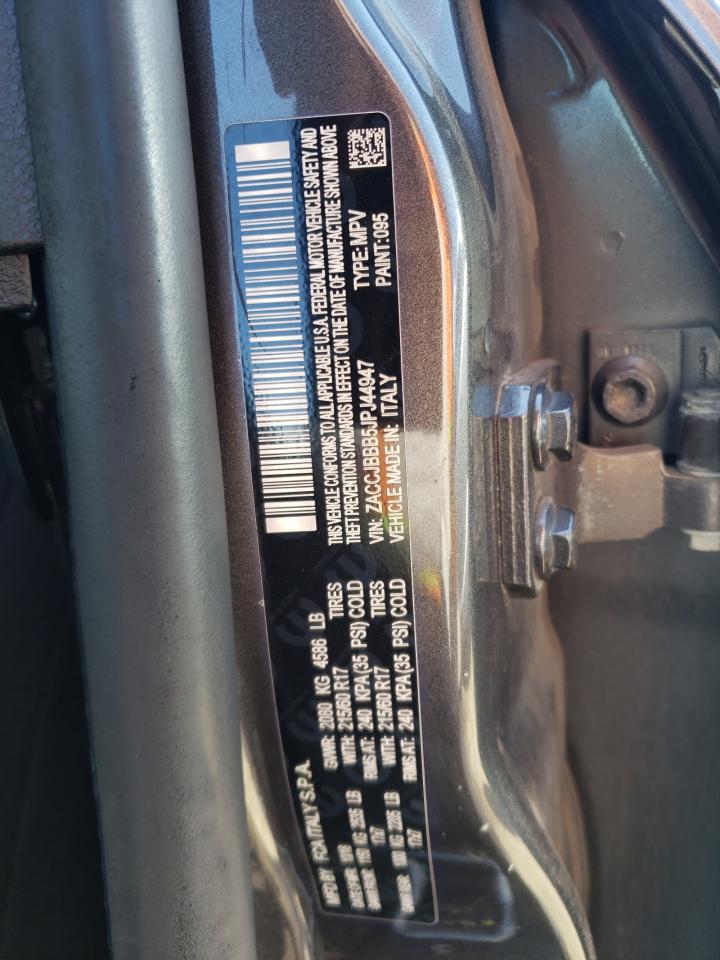 MFD BY FCA ITALY S.P.A.
GVWR: 2080 KG 4586 LB
WITH: 215/60 R17 TIRES
RIMS AT: 240 KPA(35 PSI) COLD
WITH: 215/60 R17 TIRES
RIMS AT: 240 KPA(35 PSI) COLD
THIS VEHICLE CONFORMS TO ALL APPLICABLE U.S.A. FEDERAL MOTOR VEHICLE SAFETY AND
THEFT PREVENTION STANDARDS IN EFFECT ON THE DATE OF MANUFACTURE SHOWN ABOVE
VIN: ZACCJBBB5JPJ44947 TYPE: MPV
VEHICLE MADE IN: ITALY PAINT: 095